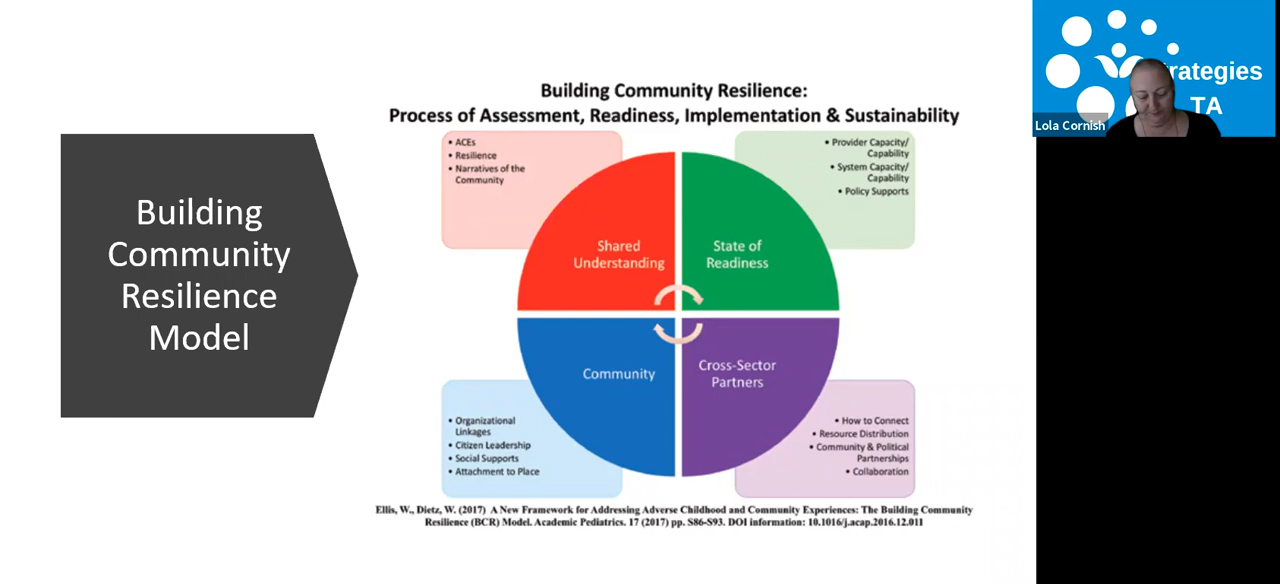 Building
Community
Resilience
Model
Building Community Resilience:
Process of Assessment, Readiness, Implementation & Sustainability
• ACEs
• Resilience
• Narratives of the
Community
• Provider Capacity/
Capability
• System Capacity/
Capability
• Policy Supports
Shared
Understanding
State of
Readiness
Community
Cross-Sector
Partners
• Organizational
Linkages
• Citizen Leadership
• Social Supports
• Attachment to Place
• How to Connect
• Resource Distribution
• Community & Political
Partnerships
• Collaboration
Ellis, W., Dietz, W. (2017) A New Framework for Addressing Adverse Childhood and Community Experiences: The Building Community
Resilience (BCR) Model. Academic Pediatrics. 17 (2017) pp. S86-S93. DOI information: 10.1016/j.acap.2016.12.011
trategies
TA
Lola Cornish